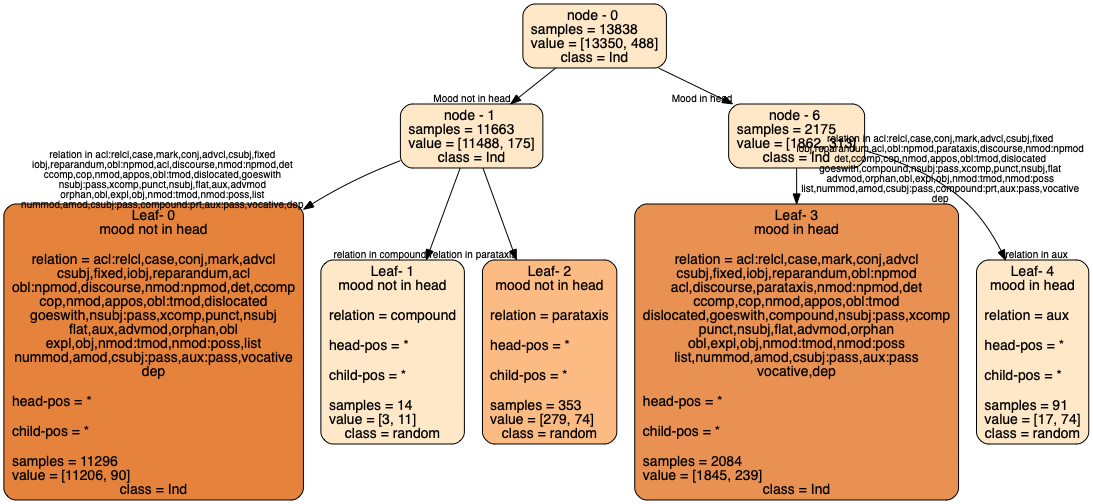 node - 0
samples = 13838
value = [13350, 488]
class = Ind
Mood not in head
Mood in head
node - 1
samples = 11663
value = [11488, 175]
class = Ind
node - 6
samples = 2175
value = [1862, 313]
class = Ind
relation in acl:relcl,case,mark,conj,advcl,csubj,fixed
iobj,reparandum,obl:npmod,acl,discourse,nmod:npmod,det
ccomp,cop,nmod,appos,obl:tmod,dislocated,goeswith
nsubj:pass,xcomp,punct,nsubj,flat,aux,advmod
orphan,obl,expl,obj,nmod:tmod,nmod:poss,list
nummod,amod,csubj:pass,compound:prt,aux:pass,vocative,dep
relation in compound
relation in parataxis
relation in acl:relcl,case,conj,mark,advcl,csubj,fixed
iobj,reparandum,acl,obl:npmod,parataxis,discourse,nmod:npmod
det,ccomp,cop,nmod,appos,obl:tmod,dislocated
goeswith,compound,nsubj:pass,xcomp,punct,nsubj,flat
advmod,orphan,obl,expl,obj,nmod:tmod,nmod:poss
list,nummod,amod,csubj:pass,compound:prt,aux:pass,vocative
dep
relation in aux
Leaf- 0
mood not in head
relation = acl:relcl,case,conj,mark,advcl
csubj,fixed,iobj,reparandum,acl
obl:npmod,discourse,nmod:npmod,det,ccomp
cop,nmod,appos,obl:tmod,dislocated
goeswith,nsubj:pass,xcomp,punct,nsubj
flat,aux,advmod,orphan,obl
expl,obj,nmod:tmod,nmod:poss,list
nummod,amod,csubj:pass,aux:pass,vocative
dep
head-pos = *
child-pos = *
samples = 11296
value = [11206, 90]
class = Ind
Leaf- 1
mood not in head
relation = compound
head-pos = *
child-pos = *
samples = 14
value = [3, 11]
class = random
Leaf- 2
mood not in head
relation = parataxis
head-pos = *
child-pos = *
samples = 353
value = [279, 74]
class = random
Leaf- 3
mood in head
relation = acl:relcl,case,mark,conj,advcl
csubj,fixed,iobj,reparandum,obl:npmod
acl,discourse,parataxis,nmod:npmod,det
ccomp,cop,nmod,appos,obl:tmod
dislocated,goeswith,compound,nsubj:pass,xcomp
punct,nsubj,flat,advmod,orphan
obl,expl,obj,nmod:tmod,nmod:poss
list,nummod,amod,csubj:pass,aux:pass
vocative,dep
head-pos = *
child-pos = *
samples = 2084
value = [1845, 239]
class = Ind
Leaf- 4
mood in head
relation = aux
head-pos = *
child-pos = *
samples = 91
value = [17, 74]
class = random